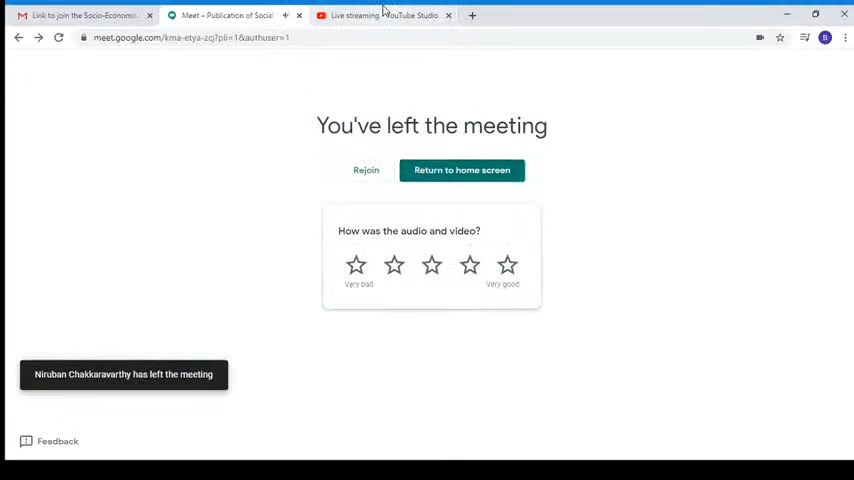 Link to join the Socio-Economic
Meet – Publication of Social
Live streaming - YouTube Studio
meet.google.com/kma-etya-zcj?pli=1&authuser=1
B
You've left the meeting
Rejoin
Return to home screen
How was the audio and video?
Very bad
Very good
Niruban Chakkaravarthy has left the meeting
Feedback